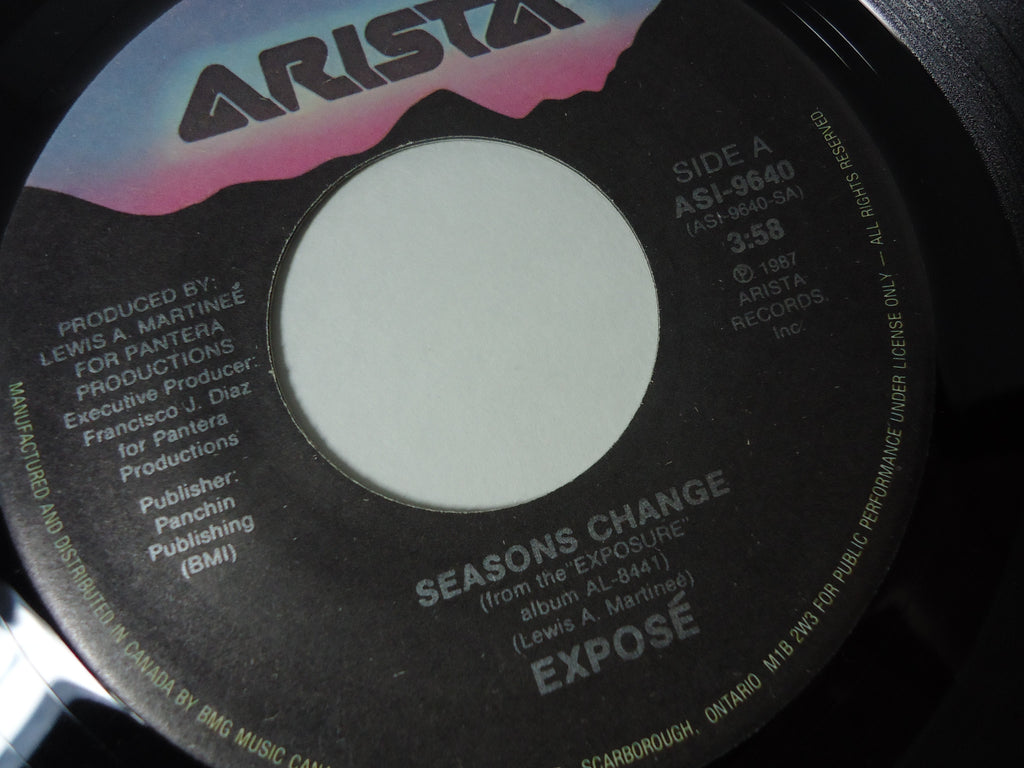 ARISTA
SIDE A
ASI-9640
(ASI-9640-SA)
3:58
Ⓟ 1987
ARISTA
RECORDS,
Inc.
PRODUCED BY:
LEWIS A. MARTINEÉ
FOR PANTERA
PRODUCTIONS
Executive Producer:
Francisco J. Diaz
for Pantera
Productions
Publisher:
Panchin
Publishing
(BMI)
SEASONS CHANGE
(from the "EXPOSURE"
album AL-8441)
(Lewis A. Martineé)
EXPOSÉ
MANUFACTURED AND DISTRIBUTED IN CANADA BY BMG MUSIC
SCARBOROUGH, ONTARIO M1B 2W3 FOR PUBLIC PERFORMANCE UNDER LICENSE ONLY — ALL RIGHTS RESERVED.